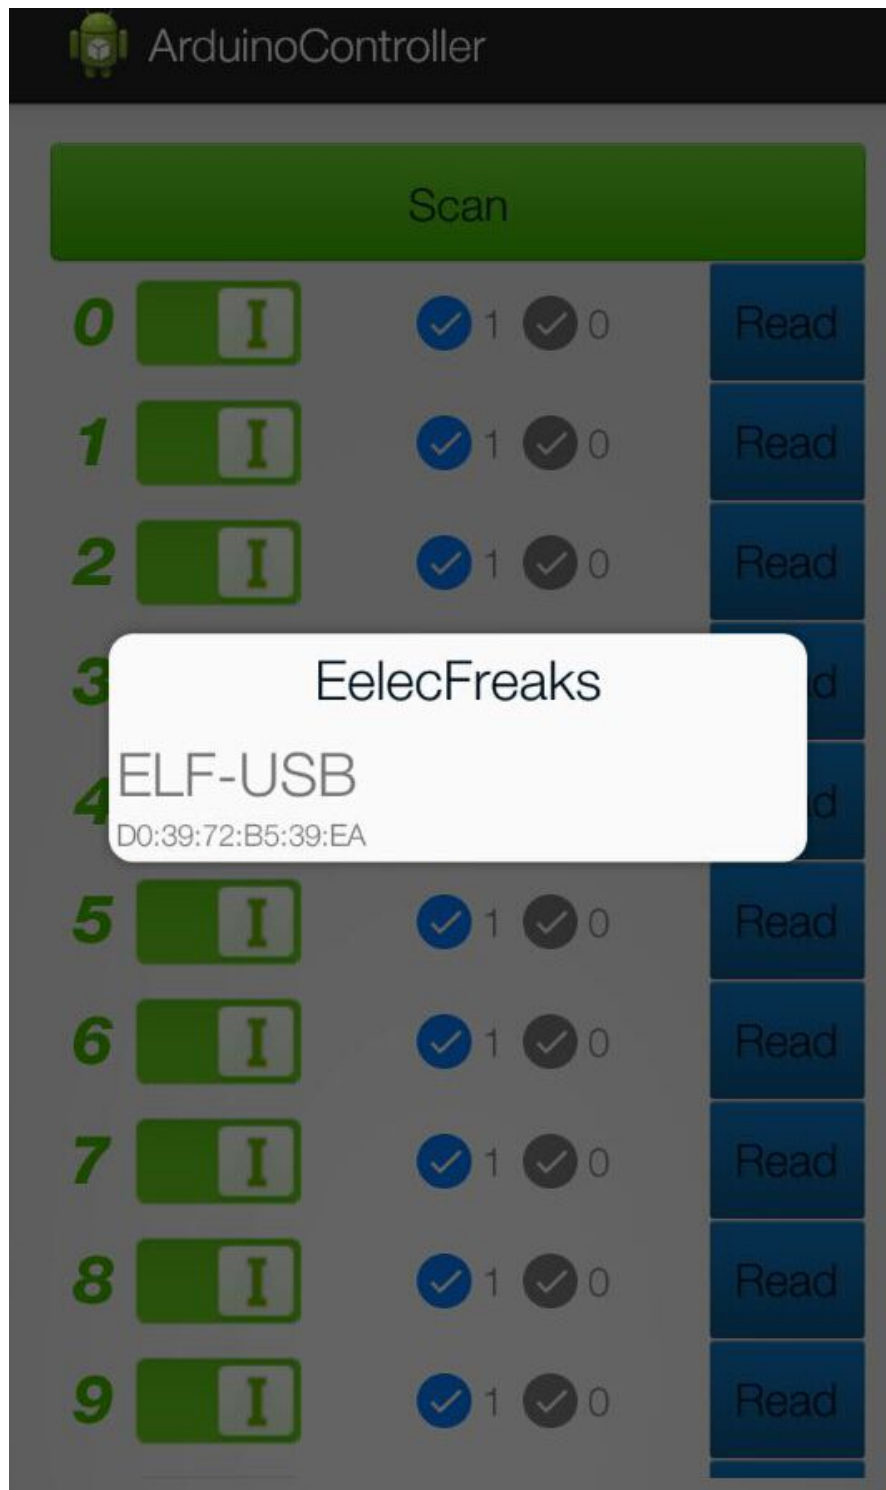 ArduinoController
Scan
0 I 1 0 Read
1 I 1 0 Read
2 I 1 0 Read
3 d
EelecFreaks
ELF-USB
4 d
D0:39:72:B5:39:EA
5 I 1 0 Read
6 I 1 0 Read
7 I 1 0 Read
8 I 1 0 Read
9 I 1 0 Read